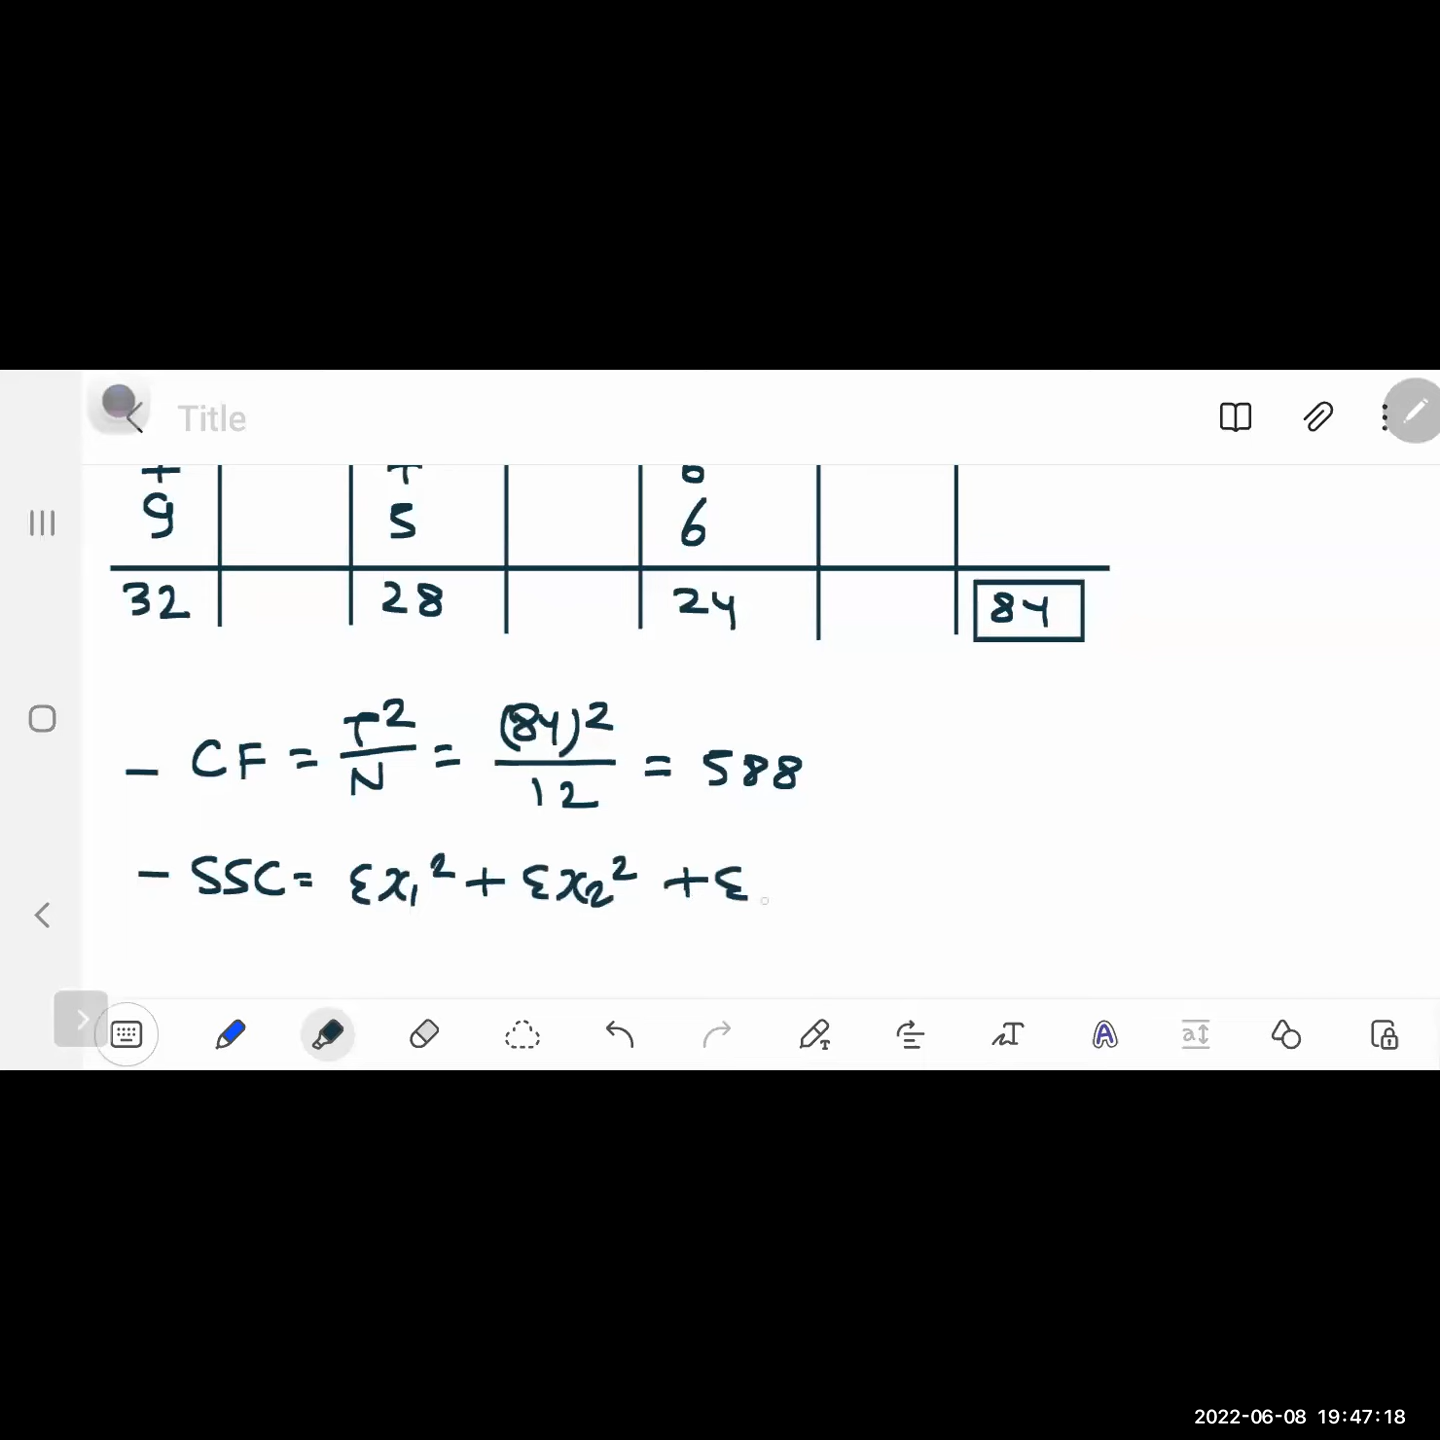 Title
9 5 6
32 28 24 84
- CF = T²/N = (84)²/12 = 588
- SSC = Σx₁² + Σx₂² + Σ
2022-06-08 19:47:18